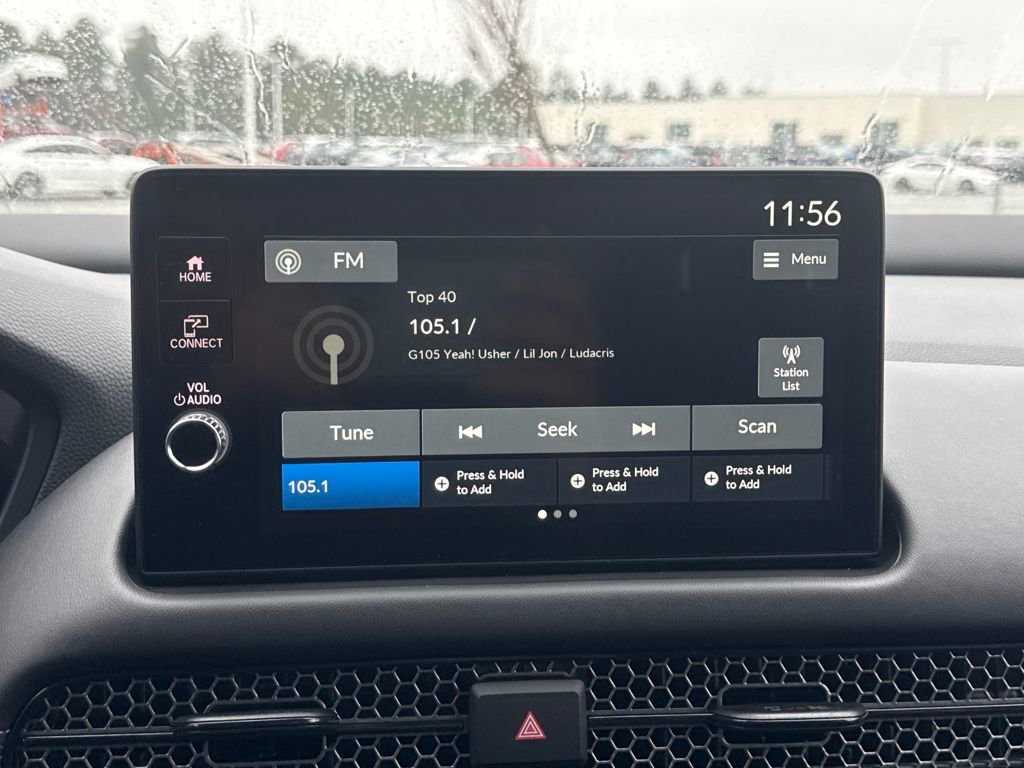 11:56
HOME
FM
Menu
Top 40
105.1 /
CONNECT
G105 Yeah! Usher / Lil Jon / Ludacris
Station
List
VOL
AUDIO
Tune
Seek
Scan
105.1
Press & Hold
to Add
Press & Hold
to Add
Press & Hold
to Add